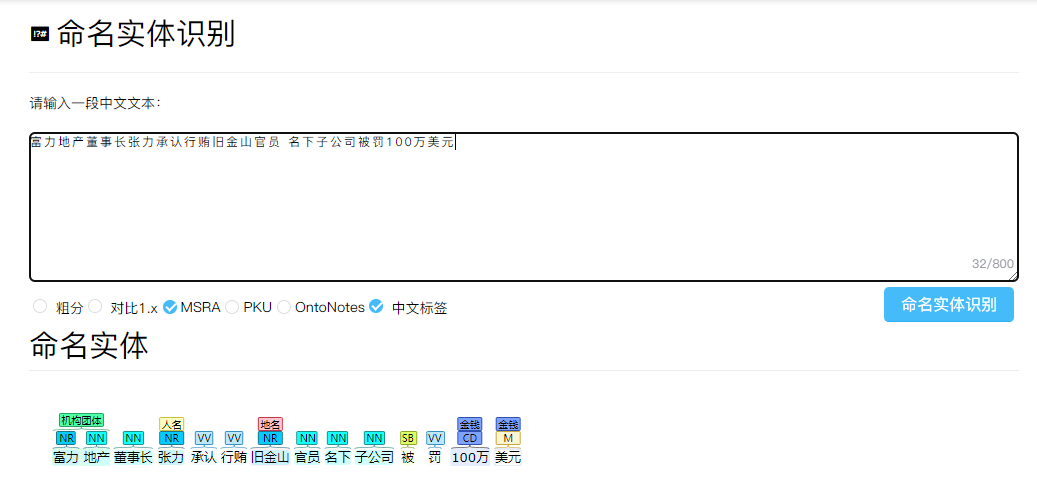 !?# 命名实体识别
请输入一段中文文本：
富力地产董事长张力承认行贿旧金山官员 名下子公司被罚100万美元
32/800
粗分 对比1.x MSRA PKU OntoNotes 中文标签 命名实体识别
命名实体
机构团体 人名 地名 金钱 金钱
NR NN NN NR VV VV NR NN NN NN SB VV CD M
富力 地产 董事长 张力 承认 行贿 旧金山 官员 名下 子公司 被 罚 100万 美元